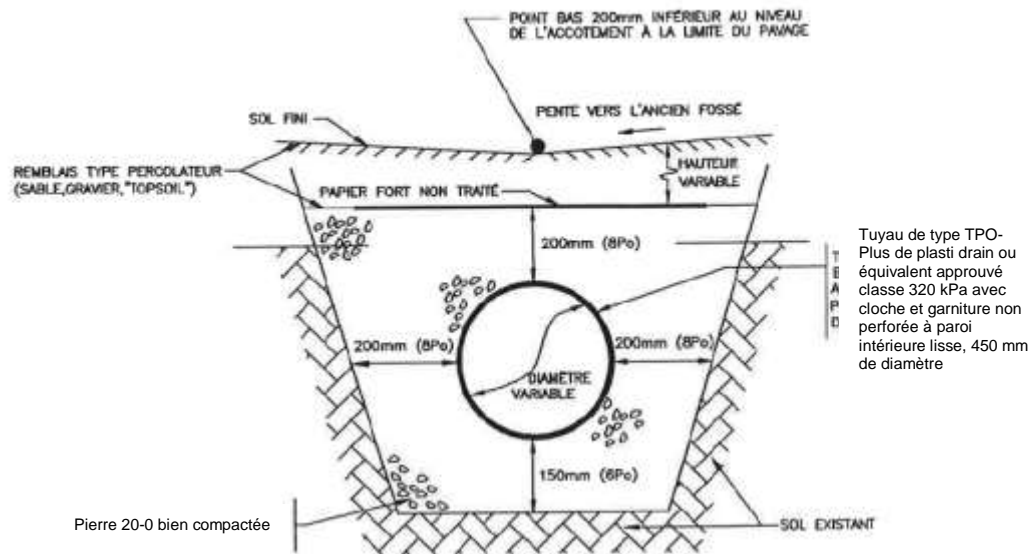 POINT BAS 200mm INFÉRIEUR AU NIVEAU
DE L'ACCOTEMENT À LA LIMITE DU PAVAGE
PENTE VERS L'ANCIEN FOSSÉ
SOL FINI
REMBLAIS TYPE PERCOLATEUR
(SABLE,GRAVIER,"TOPSOIL")
HAUTEUR
VARIABLE
PAPIER FORT NON TRAITÉ
200mm (8Po)
Tuyau de type TPO-
Plus de plasti drain ou
équivalent approuvé
classe 320 kPa avec
cloche et garniture non
perforée à paroi
intérieure lisse, 450 mm
de diamètre
200mm (8Po)
200mm (8Po)
DIAMÈTRE
VARIABLE
150mm (6Po)
Pierre 20-0 bien compactée
SOL EXISTANT